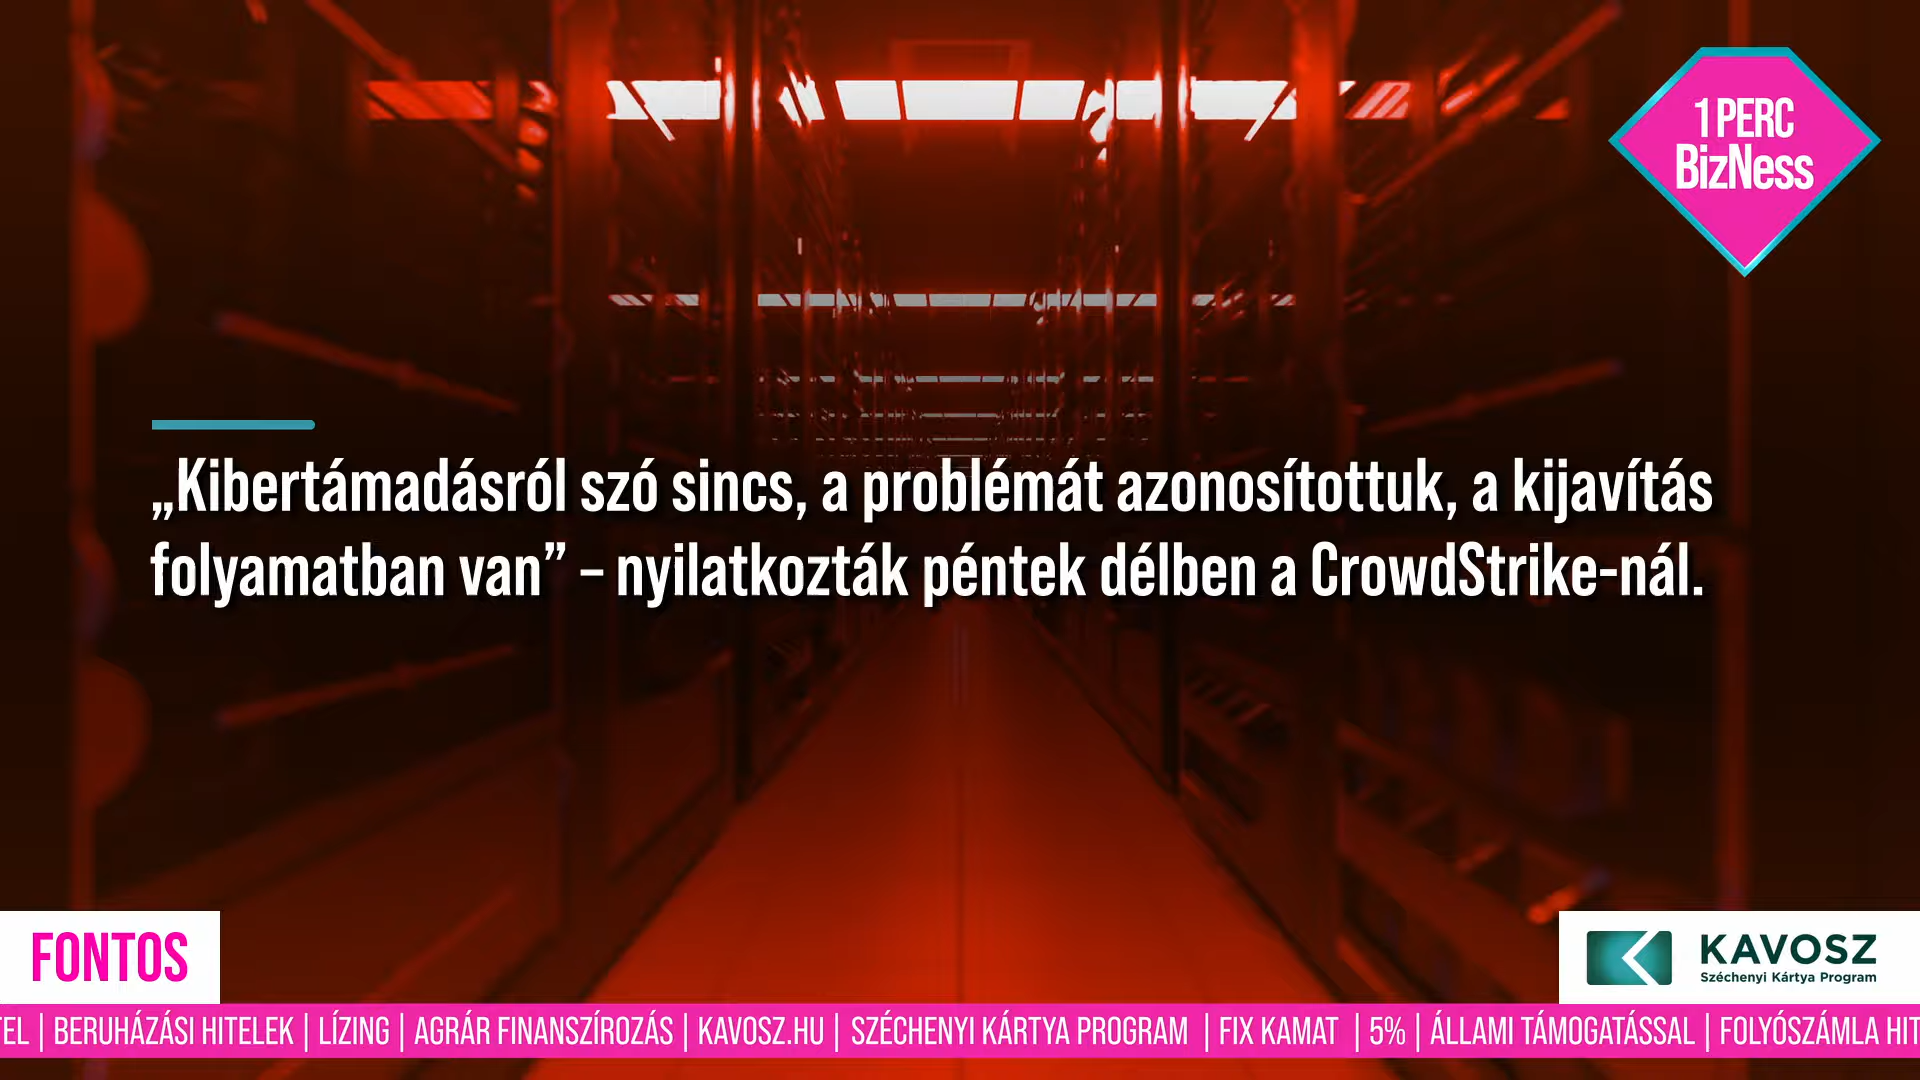 1 PERC
BizNess
„Kibertámadásról szó sincs, a problémát azonosítottuk, a kijavítás
folyamatban van” – nyilatkozták péntek délben a CrowdStrike-nál.
FONTOS
KAVOSZ
Széchenyi Kártya Program
TEL | BERUHÁZÁSI HITELEK | LÍZING | AGRÁR FINANSZÍROZÁS | KAVOSZ.HU | SZÉCHENYI KÁRTYA PROGRAM | FIX KAMAT | 5% | ÁLLAMI TÁMOGATÁSSAL | FOLYÓSZÁMLA HIT